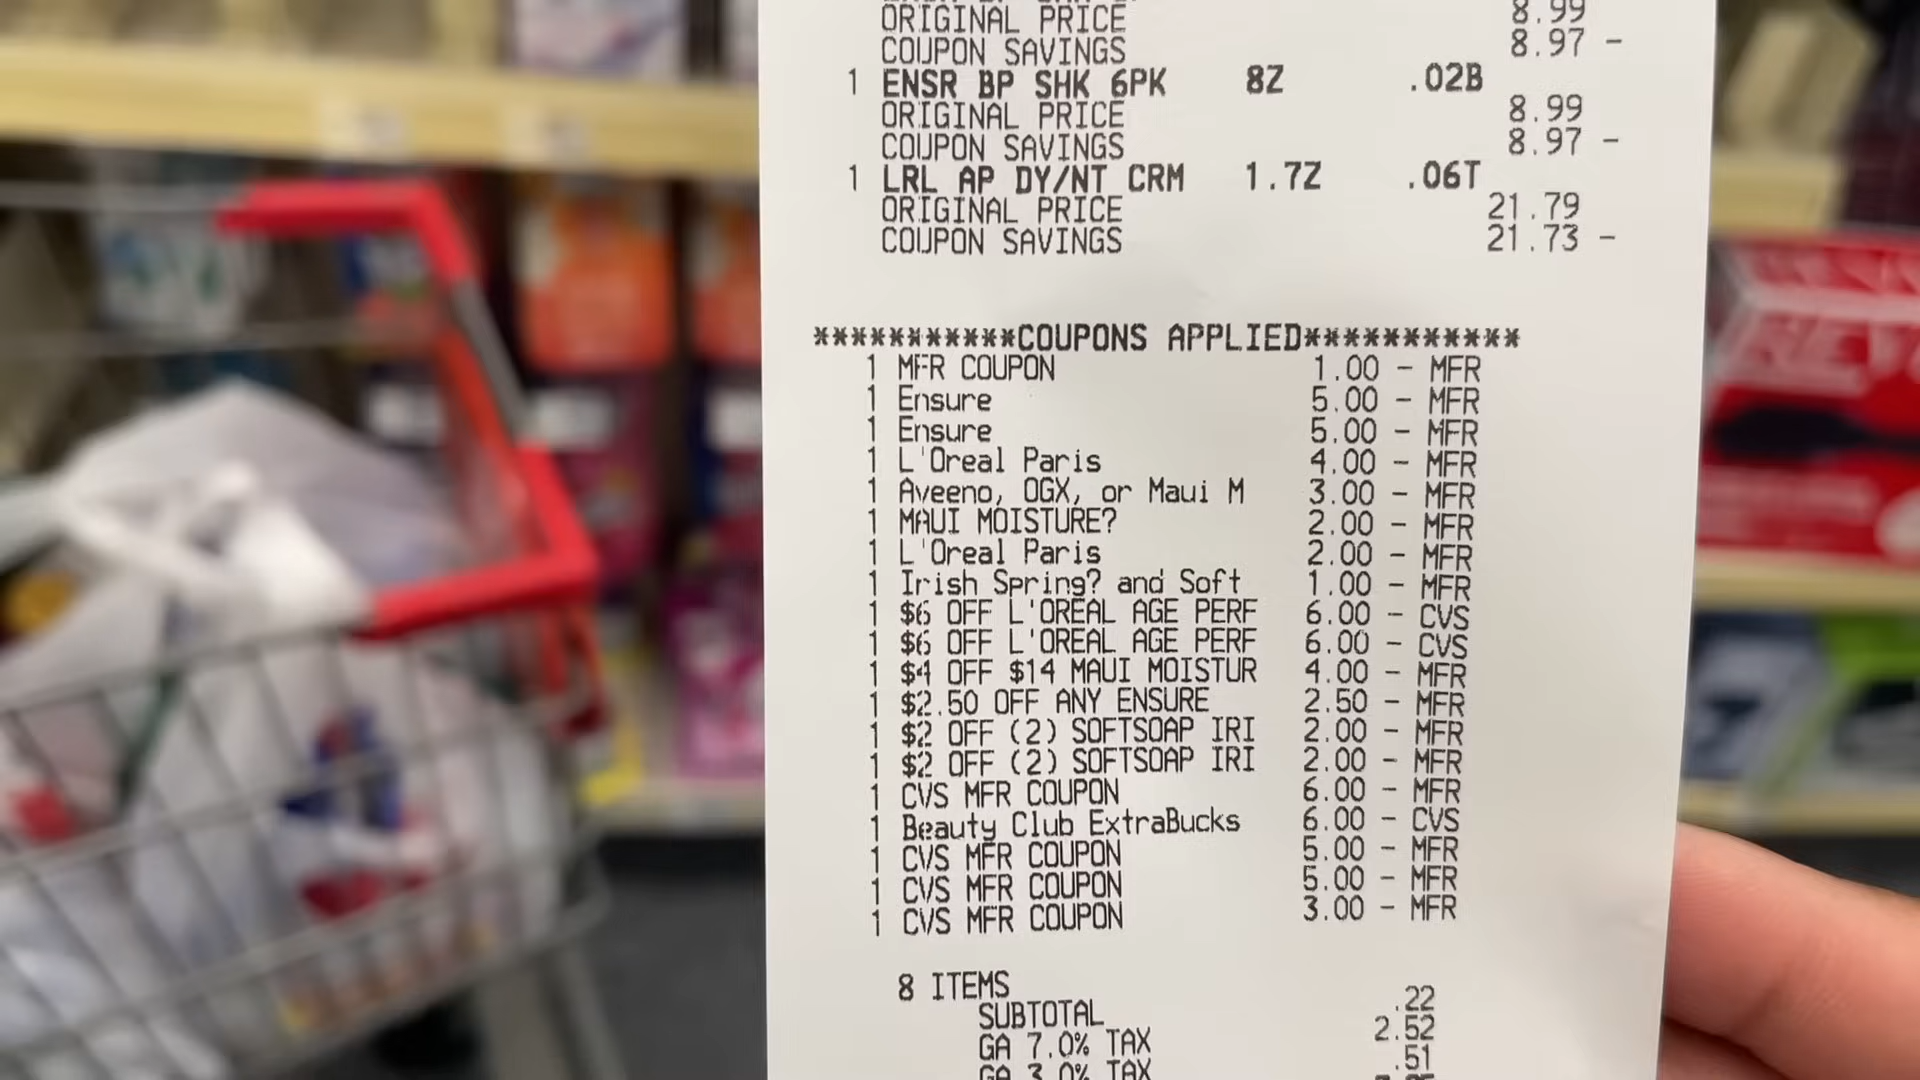 ORIGINAL PRICE 8.99
COUPON SAVINGS 8.97 -
1 ENSR BP SHK 6PK 8Z .02B
ORIGINAL PRICE 8.99
COUPON SAVINGS 8.97 -
1 LRL AP DY/NT CRM 1.7Z .06T
ORIGINAL PRICE 21.79
COUPON SAVINGS 21.73 -
***********COUPONS APPLIED***********
1 MFR COUPON 1.00 - MFR
1 Ensure 5.00 - MFR
1 Ensure 5.00 - MFR
1 L'Oreal Paris 4.00 - MFR
1 Aveeno, OGX, or Maui M 3.00 - MFR
1 MAUI MOISTURE? 2.00 - MFR
1 L'Oreal Paris 2.00 - MFR
1 Irish Spring? and Soft 1.00 - MFR
1 $6 OFF L'OREAL AGE PERF 6.00 - CVS
1 $6 OFF L'OREAL AGE PERF 6.00 - CVS
1 $4 OFF $14 MAUI MOISTUR 4.00 - MFR
1 $2.50 OFF ANY ENSURE 2.50 - MFR
1 $2 OFF (2) SOFTSOAP IRI 2.00 - MFR
1 $2 OFF (2) SOFTSOAP IRI 2.00 - MFR
1 CVS MFR COUPON 6.00 - MFR
1 Beauty Club ExtraBucks 6.00 - CVS
1 CVS MFR COUPON 5.00 - MFR
1 CVS MFR COUPON 5.00 - MFR
1 CVS MFR COUPON 3.00 - MFR
8 ITEMS
SUBTOTAL .22
GA 7.0% TAX 2.52
GA 3.0% TAX .51